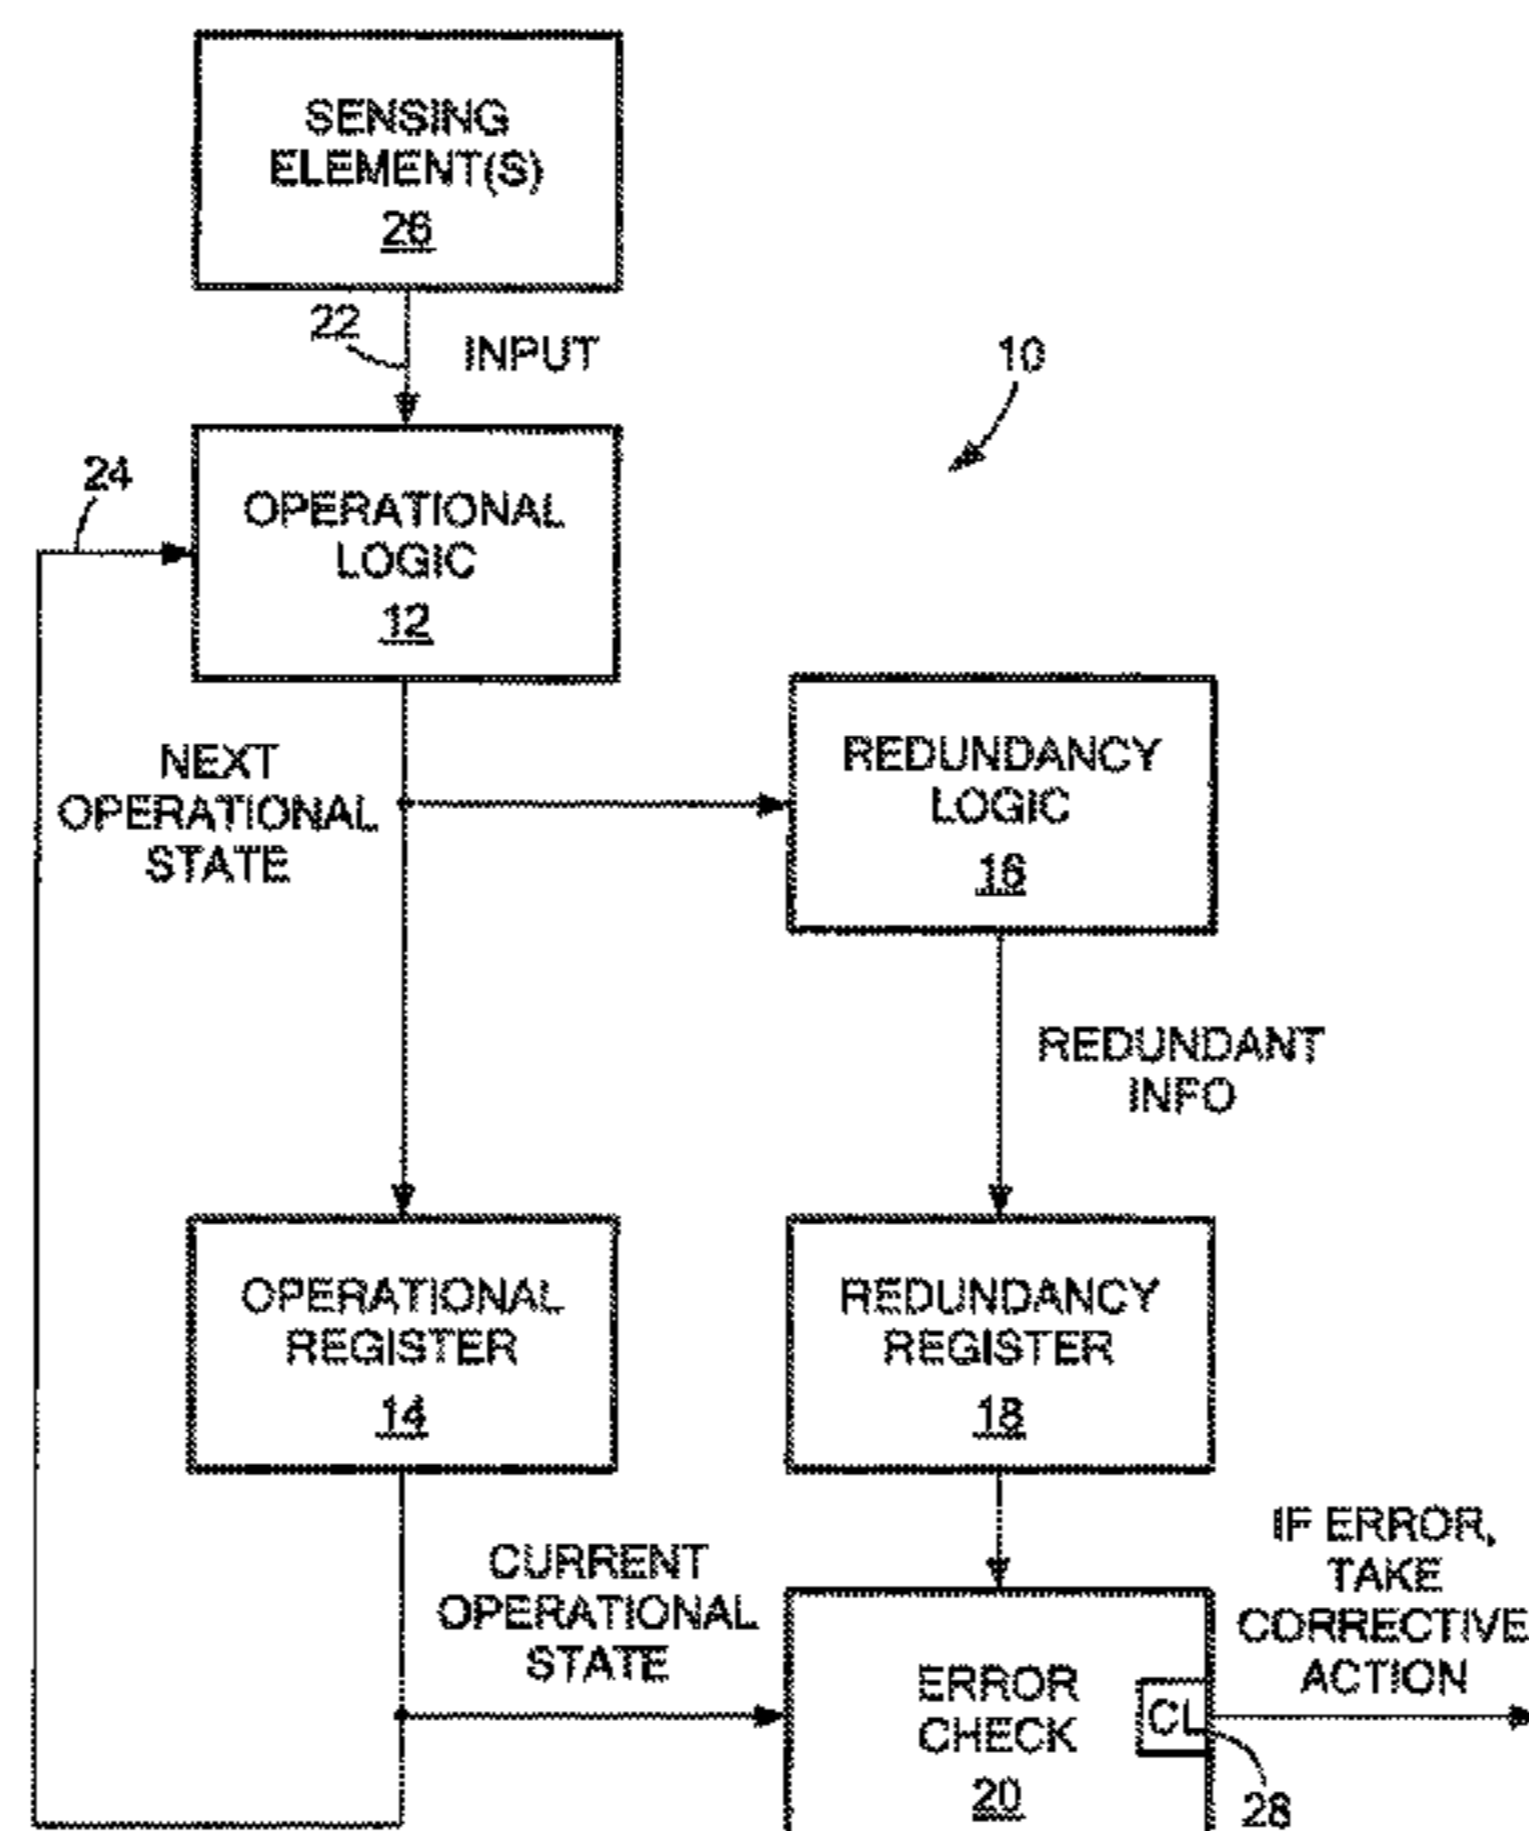 SENSING
ELEMENT(S)
26
22
INPUT
10
24
OPERATIONAL
LOGIC
12
NEXT
OPERATIONAL
STATE
REDUNDANCY
LOGIC
16
REDUNDANT
INFO
OPERATIONAL
REGISTER
14
REDUNDANCY
REGISTER
18
CURRENT
OPERATIONAL
STATE
IF ERROR,
TAKE
CORRECTIVE
ACTION
ERROR
CHECK
20
CL
28